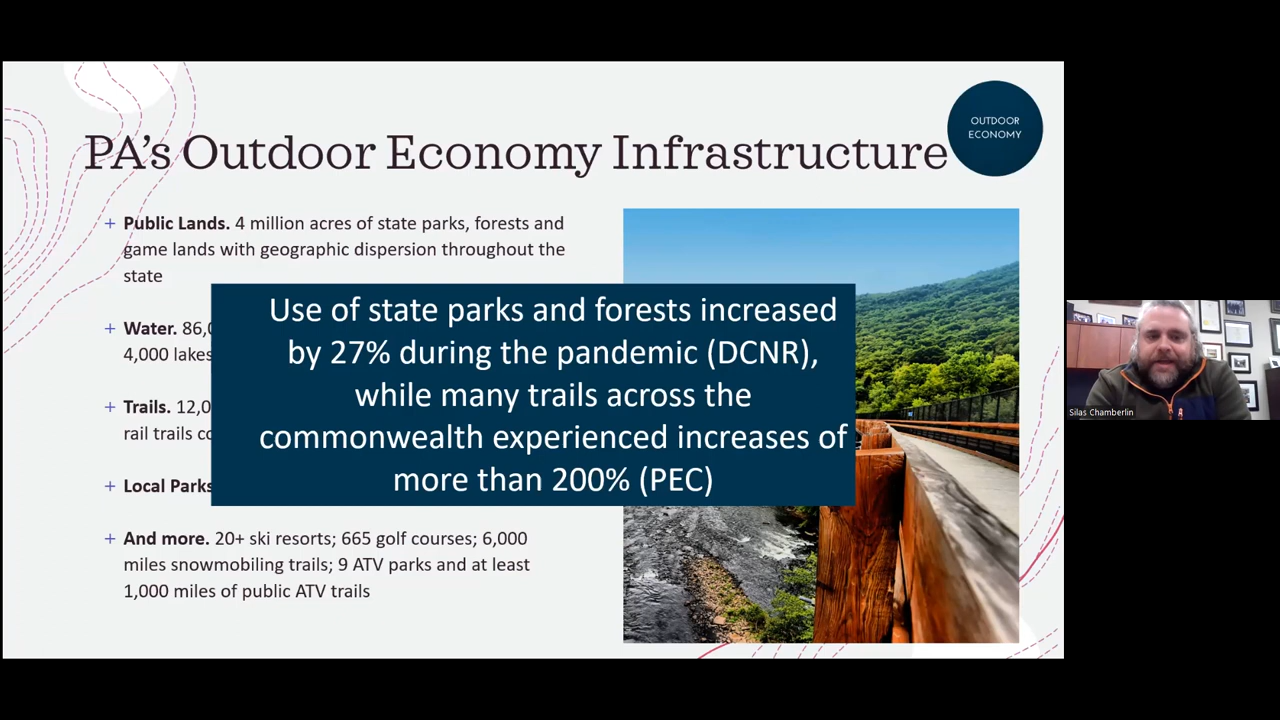 OUTDOOR
ECONOMY
PA's Outdoor Economy Infrastructure
+ Public Lands. 4 million acres of state parks, forests and
game lands with geographic dispersion throughout the
state
+ Water. 86,0
4,000 lakes
+ Trails. 12,0
rail trails co
+ Local Parks
+ And more. 20+ ski resorts; 665 golf courses; 6,000
miles snowmobiling trails; 9 ATV parks and at least
1,000 miles of public ATV trails
Use of state parks and forests increased
by 27% during the pandemic (DCNR),
while many trails across the
commonwealth experienced increases of
more than 200% (PEC)
Silas Chamberlin